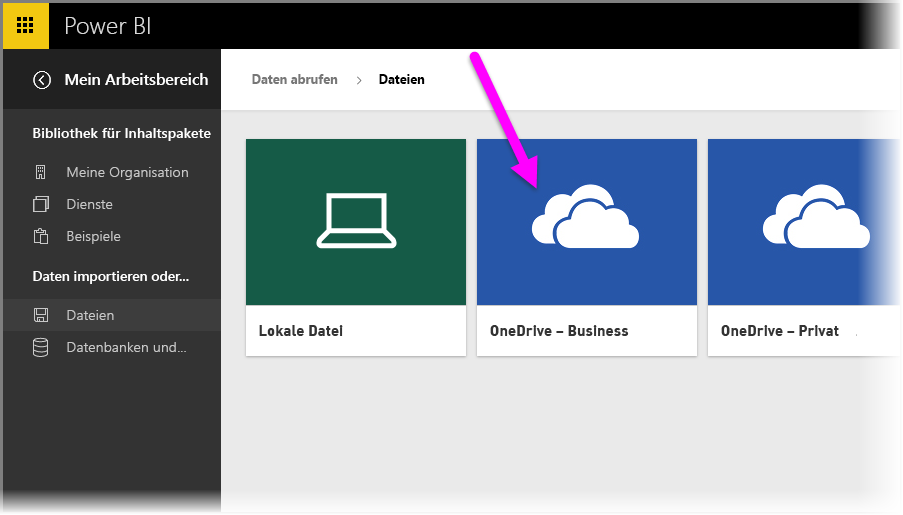 Power BI
Mein Arbeitsbereich
Daten abrufen > Dateien
Bibliothek für Inhaltspakete
Meine Organisation
Dienste
Beispiele
Daten importieren oder...
Dateien
Datenbanken und...
Lokale Datei
OneDrive – Business
OneDrive – Privat